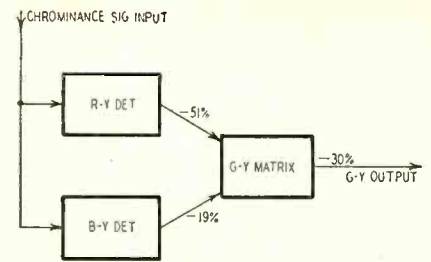 CHROMINANCE SIG INPUT
R-Y DET
-51%
G-Y MATRIX
-30%
G-Y OUTPUT
B-Y DET
-19%